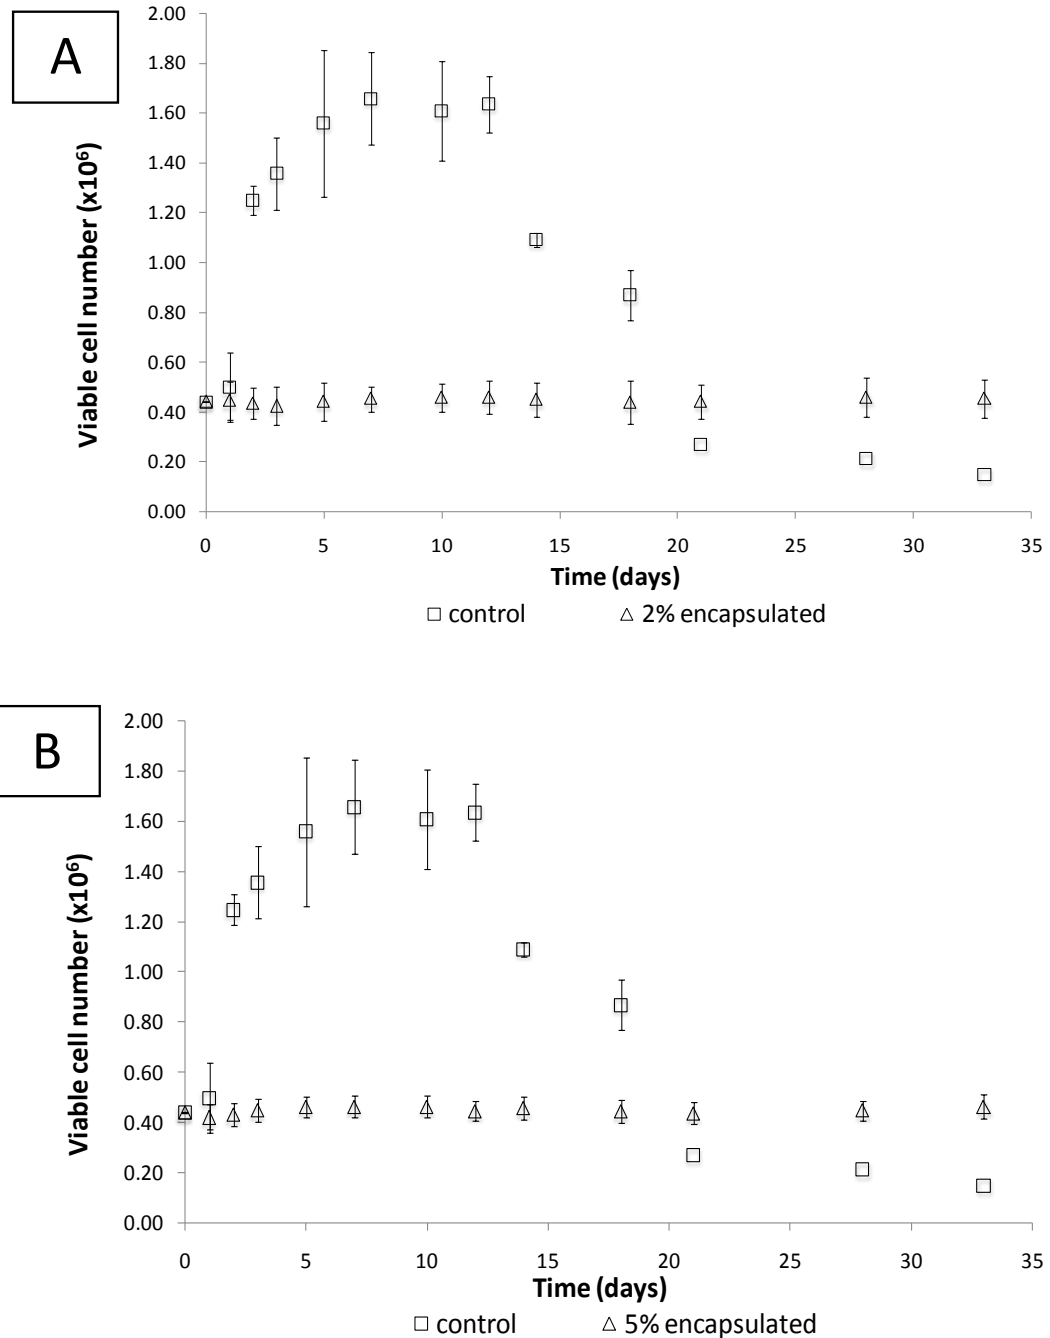 A
Viable cell number (x10⁶)
2.00
1.80
1.60
1.40
1.20
1.00
0.80
0.60
0.40
0.20
0.00
0 5 10 15 20 25 30 35
Time (days)
control 2% encapsulated
B
Viable cell number (x10⁶)
2.00
1.80
1.60
1.40
1.20
1.00
0.80
0.60
0.40
0.20
0.00
0 5 10 15 20 25 30 35
Time (days)
control 5% encapsulated